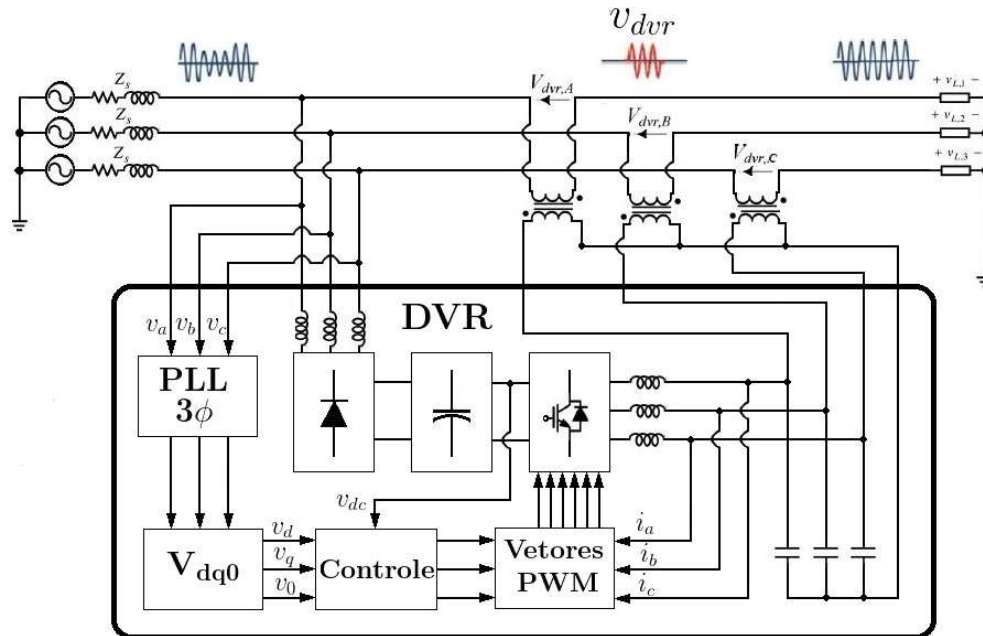 v_dvr
Z_s
V_dvr,A
+ v_L,1 −
Z_s
V_dvr,B
+ v_L,2 −
Z_s
V_dvr,c
+ v_L,3 −
DVR
v_a v_b v_c
PLL
3ϕ
v_dc
i_a
v_d
V_dq0
Controle
Vetores
PWM
v_q
i_b
v_0
i_c